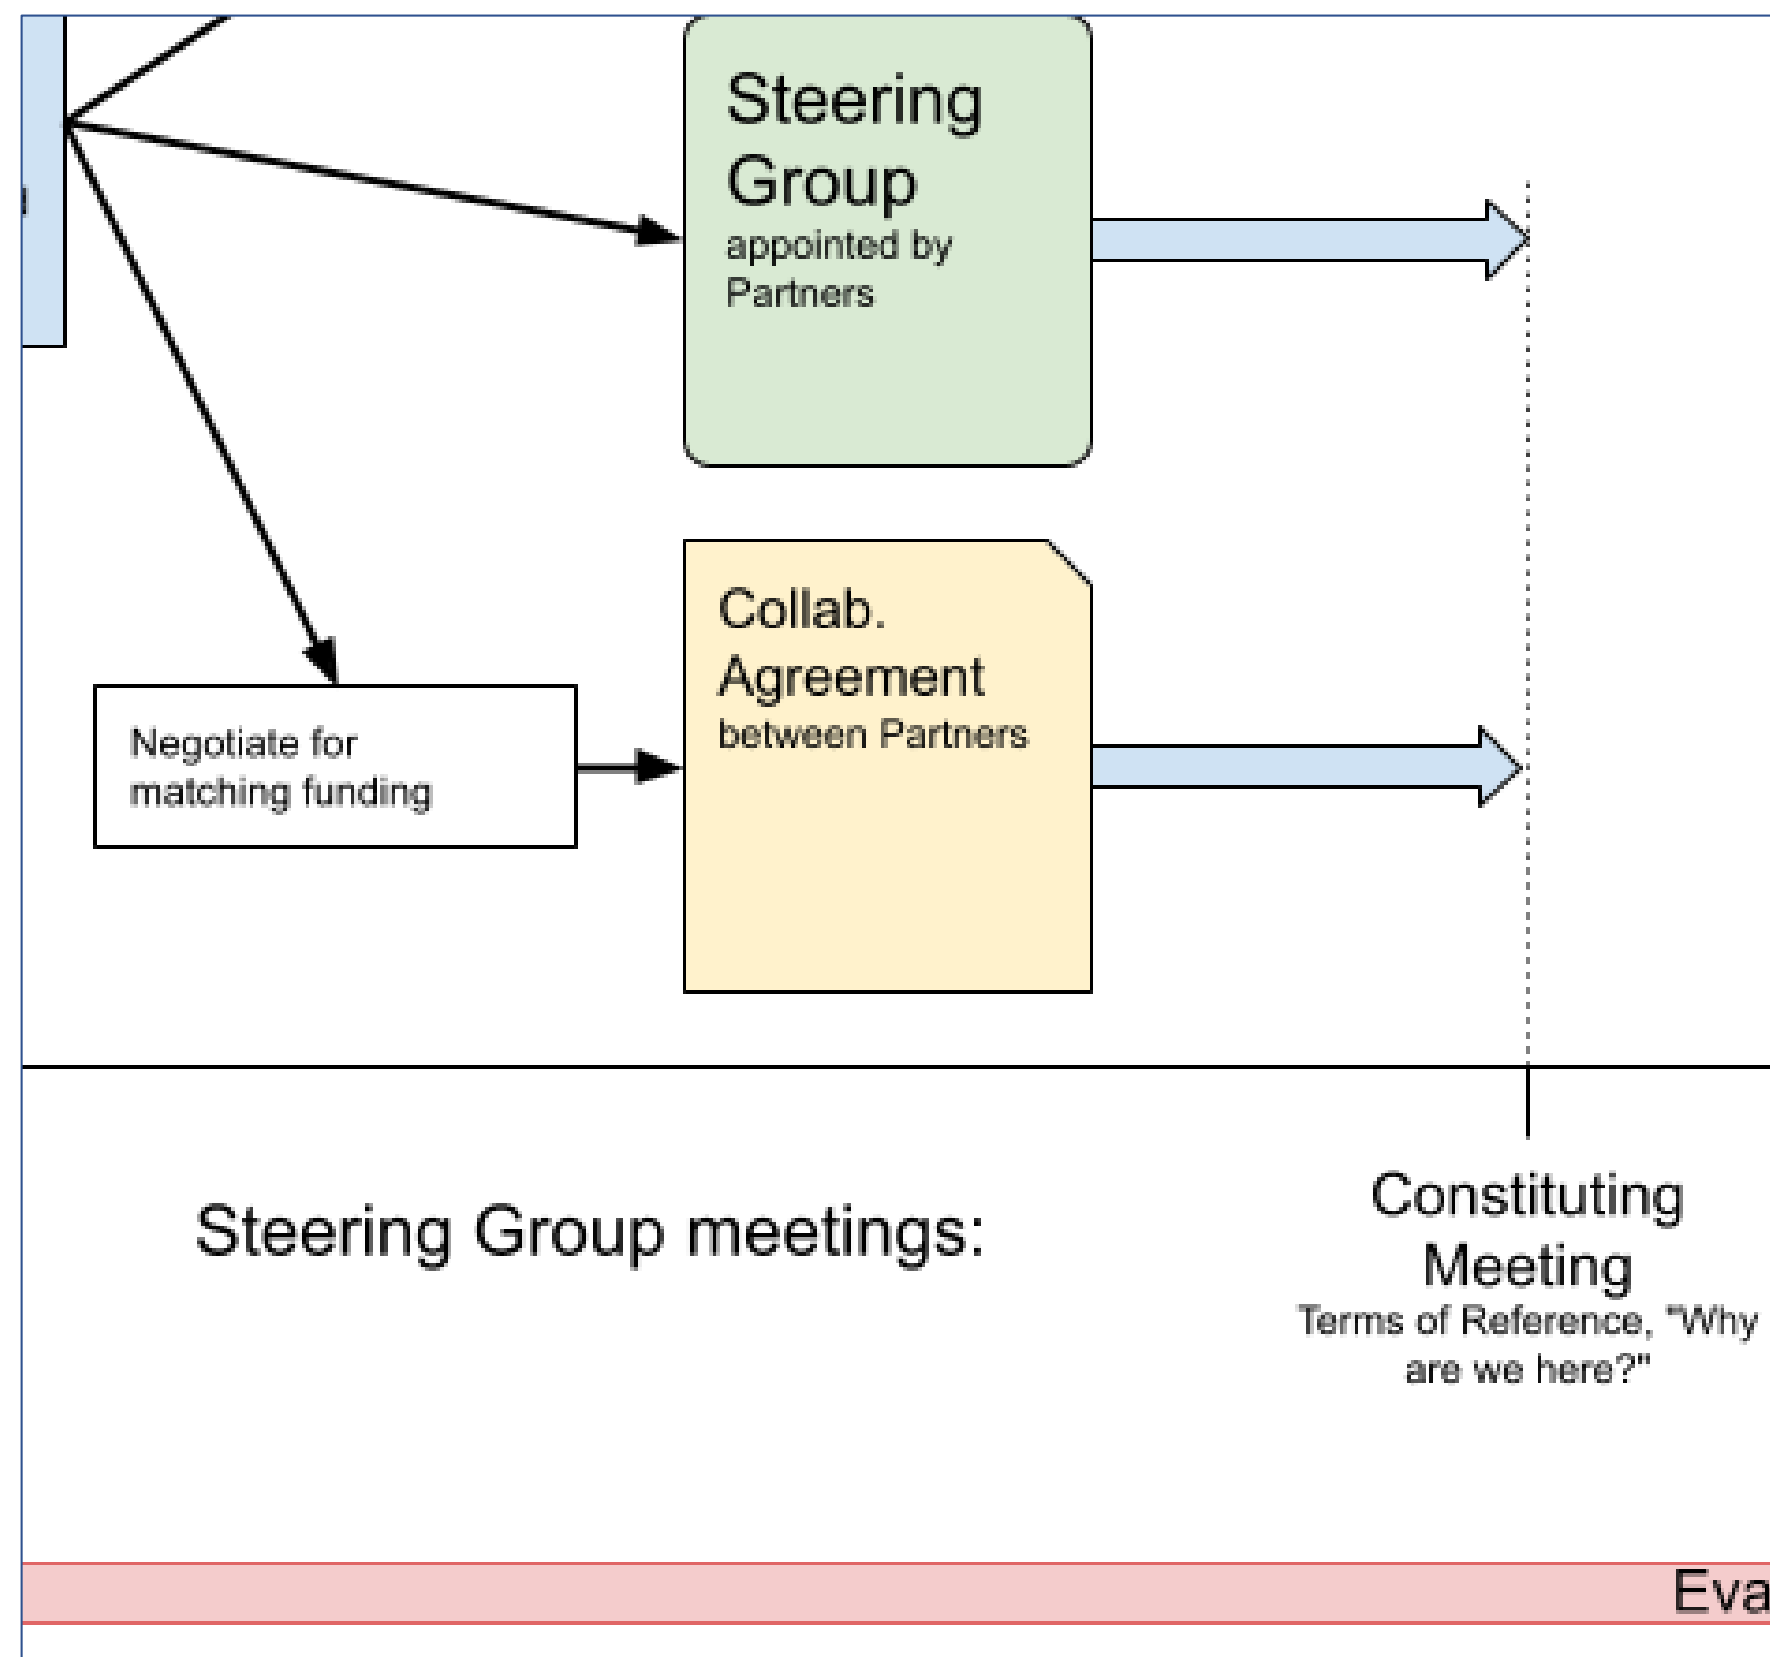 Steering
Group
appointed by
Partners
Collab.
Agreement
between Partners
Negotiate for
matching funding
Steering Group meetings:
Constituting
Meeting
Terms of Reference, "Why
are we here?"
Eva